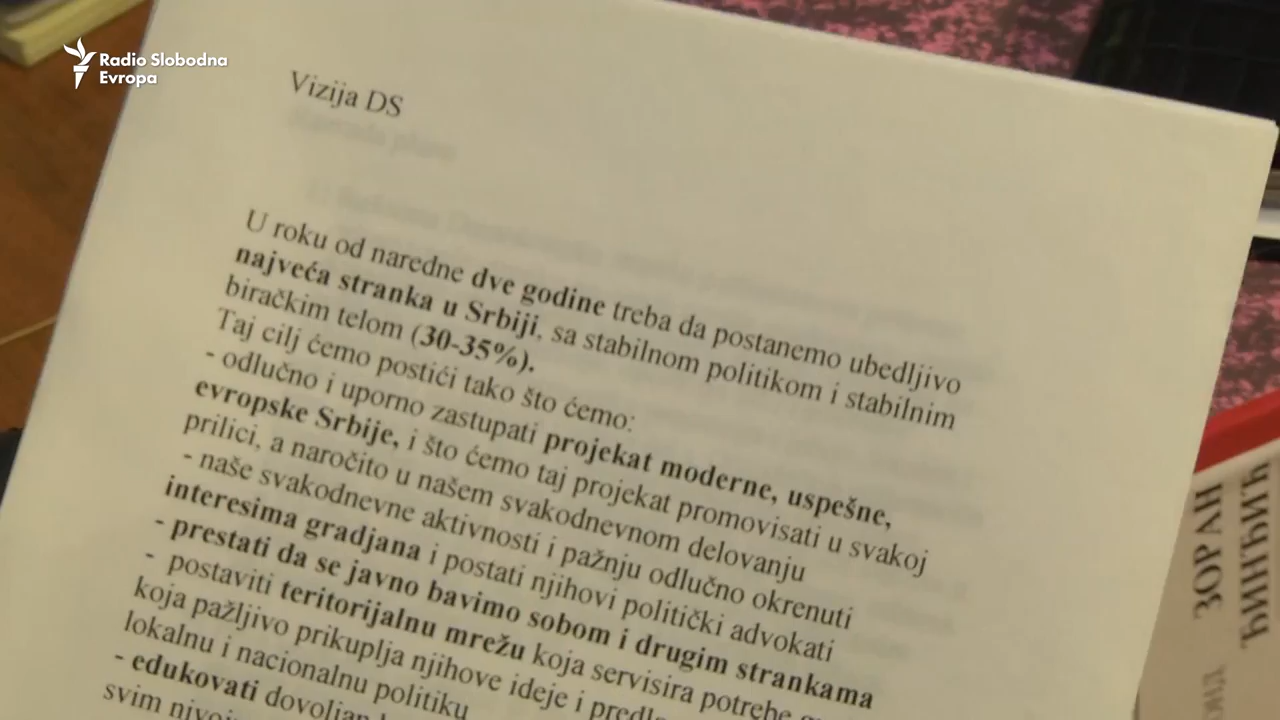 Radio Slobodna
Evropa
Vizija DS
U roku od naredne dve godine treba da postanemo ubedljivo
najveća stranka u Srbiji, sa stabilnom politikom i stabilnim
biračkim telom (30-35%).
Taj cilj ćemo postići tako što ćemo:
- odlučno i uporno zastupati projekat moderne, uspešne,
evropske Srbije, i što ćemo taj projekat promovisati u svakoj
prilici, a naročito u našem svakodnevnom delovanju
- naše svakodnevne aktivnosti i pažnju odlučno okrenuti
interesima gradjana i postati njihovi politički advokati
- prestati da se javno bavimo sobom i drugim strankama
- postaviti teritorijalnu mrežu koja servisira potrebe
koja pažljivo prikuplja njihove ideje i
lokalnu i nacionalnu politiku
- edukovati
svim
ЗОРАН
ЂИНЂИЋ